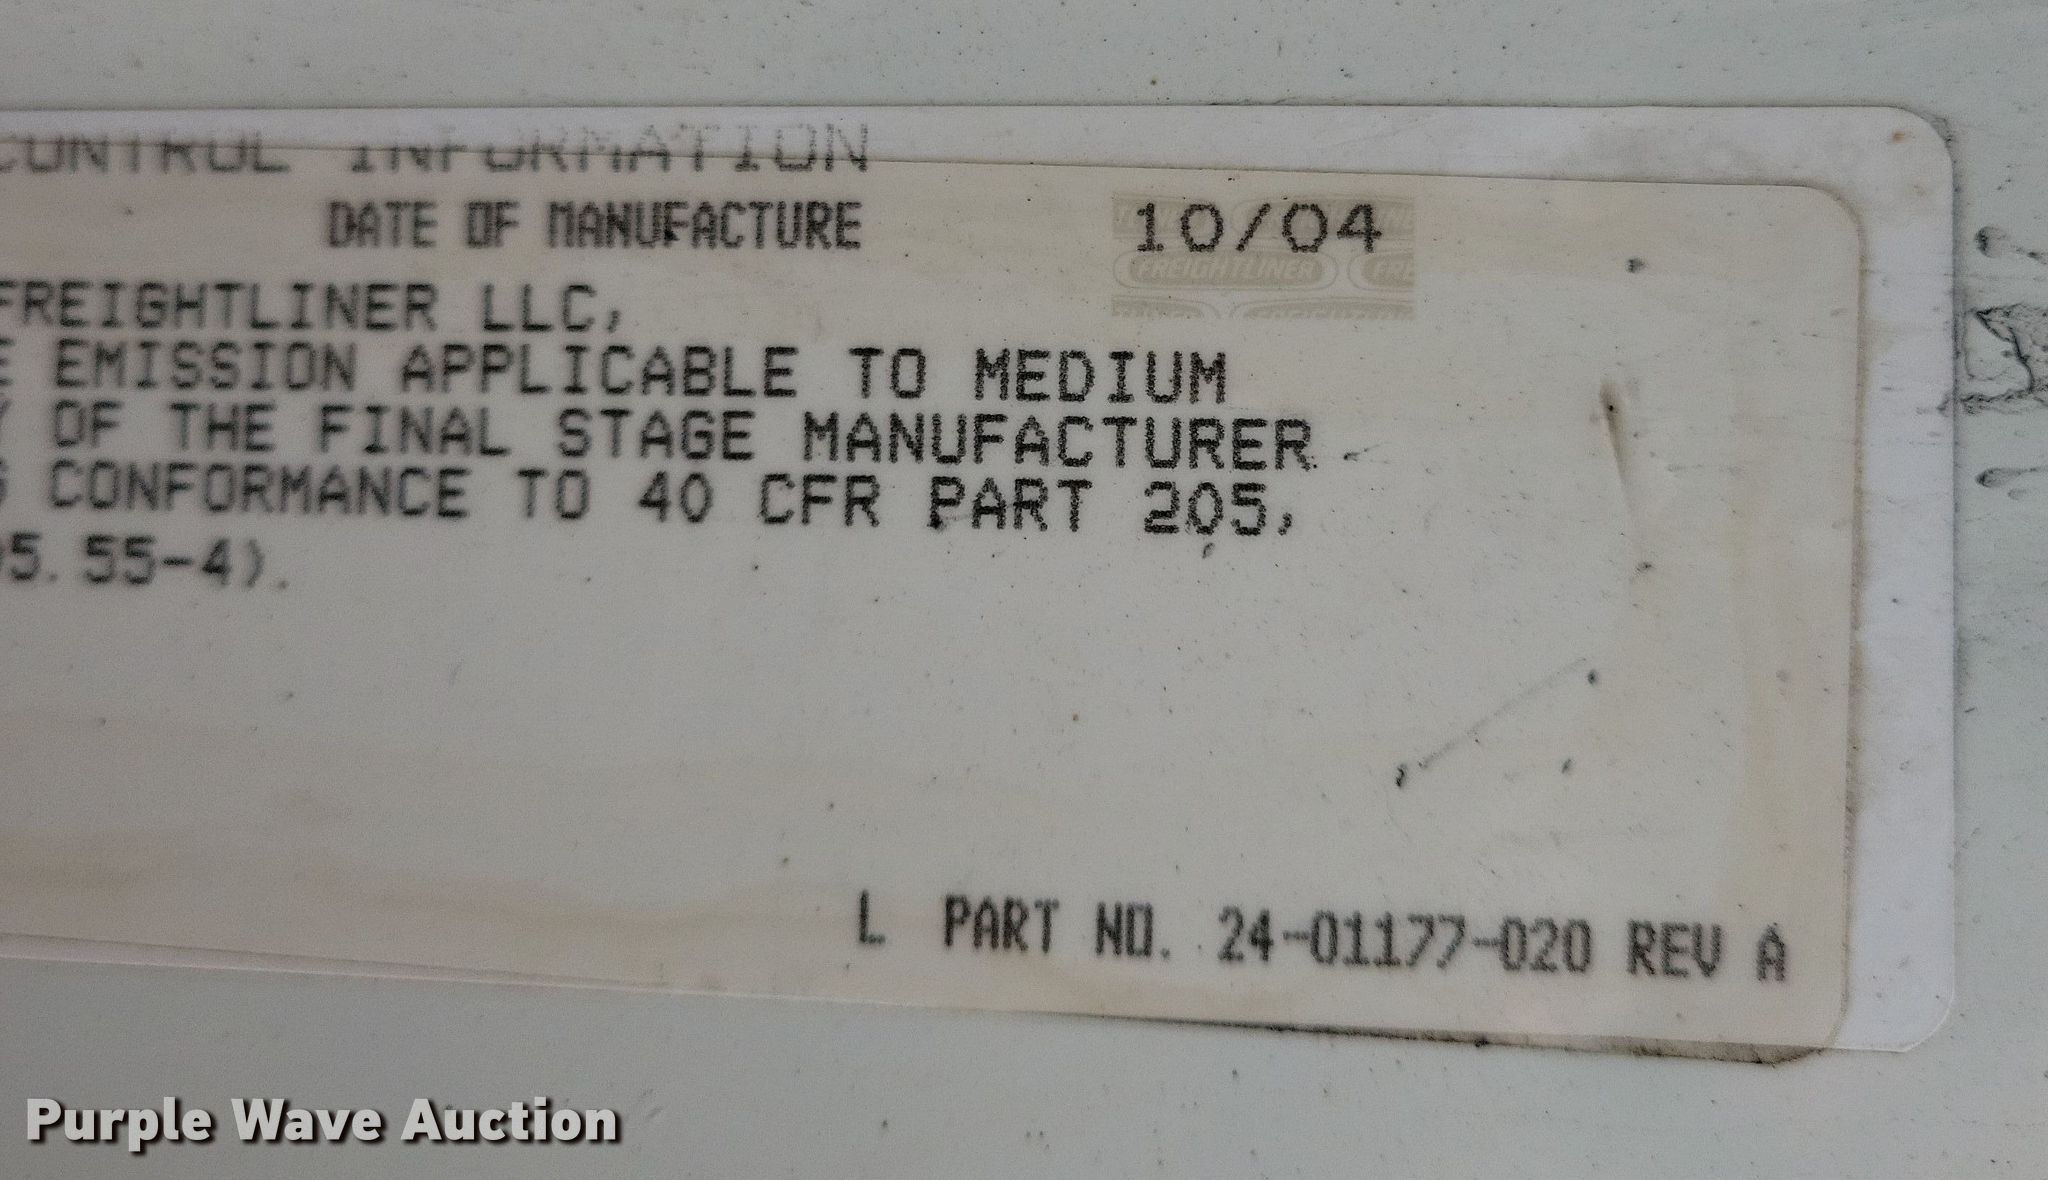 CONTROL INFORMATION
DATE OF MANUFACTURE 10/04
FREIGHTLINER
FREIGHTLINER LLC,
EMISSION APPLICABLE TO MEDIUM
OF THE FINAL STAGE MANUFACTURER
CONFORMANCE TO 40 CFR PART 205,
5.55-4).
L PART NO. 24-01177-020 REV A
Purple Wave Auction